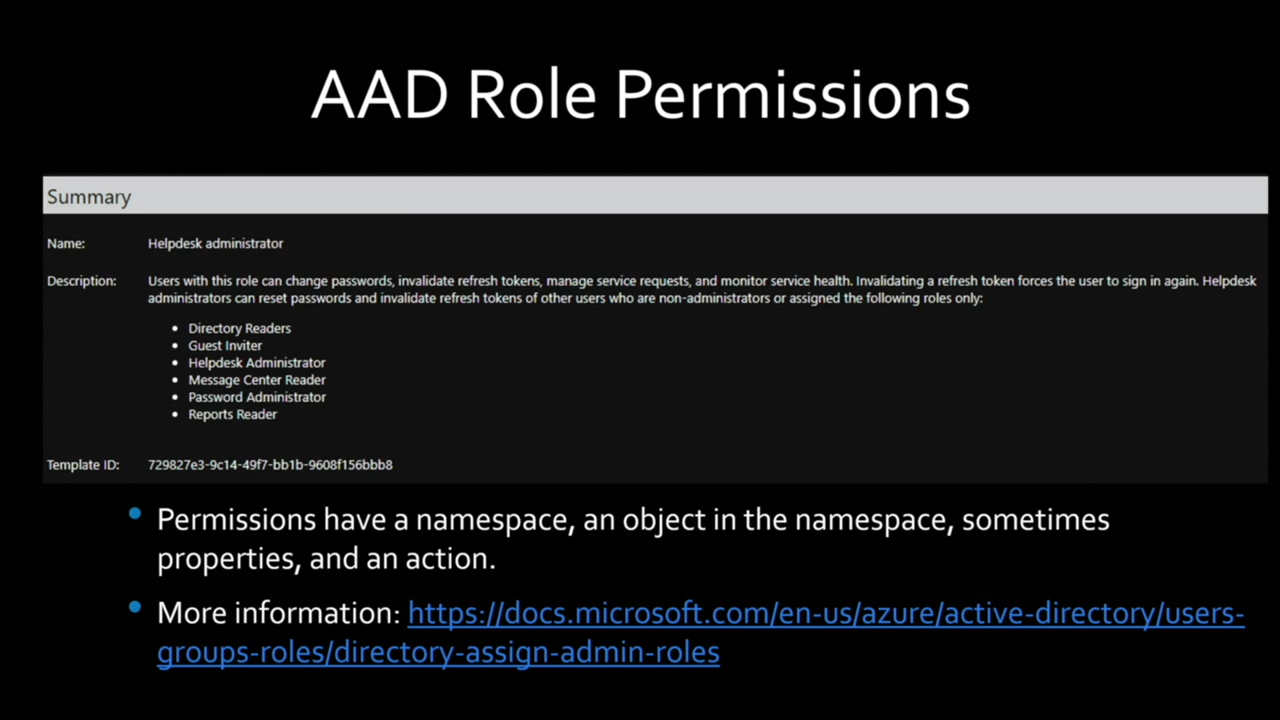 AAD Role Permissions
Summary
Name: Helpdesk administrator
Description: Users with this role can change passwords, invalidate refresh tokens, manage service requests, and monitor service health. Invalidating a refresh token forces the user to sign in again. Helpdesk
administrators can reset passwords and invalidate refresh tokens of other users who are non-administrators or assigned the following roles only:
• Directory Readers
• Guest Inviter
• Helpdesk Administrator
• Message Center Reader
• Password Administrator
• Reports Reader
Template ID: 729827e3-9c14-49f7-bb1b-9608f156bbb8
• Permissions have a namespace, an object in the namespace, sometimes
properties, and an action.
• More information: https://docs.microsoft.com/en-us/azure/active-directory/users-
groups-roles/directory-assign-admin-roles